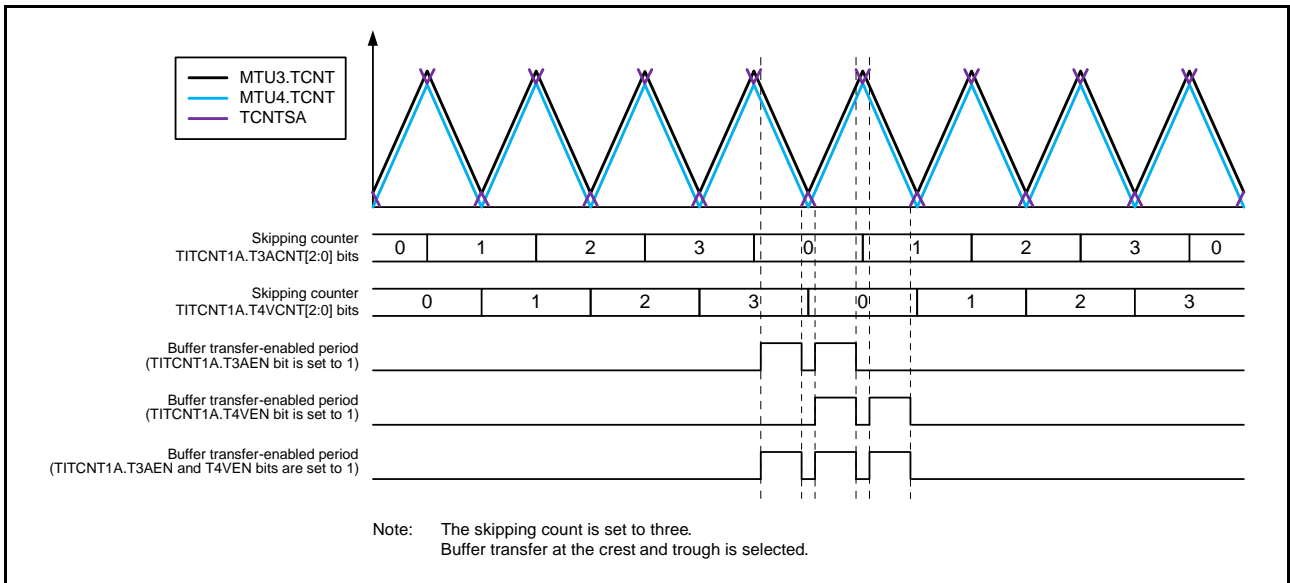 MTU3.TCNT
MTU4.TCNT
TCNTSA
Skipping counter
TITCNT1A.T3ACNT[2:0] bits
0 1 2 3 0 1 2 3 0
Skipping counter
TITCNT1A.T4VCNT[2:0] bits
0 1 2 3 0 1 2 3
Buffer transfer-enabled period
(TITCNT1A.T3AEN bit is set to 1)
Buffer transfer-enabled period
(TITCNT1A.T4VEN bit is set to 1)
Buffer transfer-enabled period
(TITCNT1A.T3AEN and T4VEN bits are set to 1)
Note: The skipping count is set to three.
Buffer transfer at the crest and trough is selected.